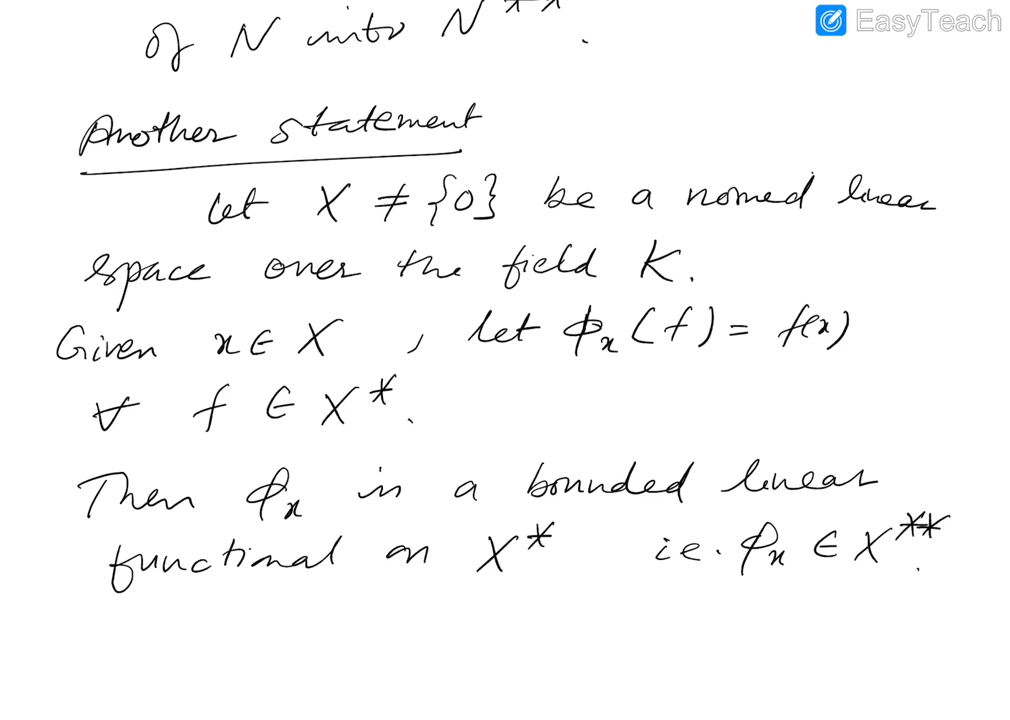 EasyTeach
of N into N**.
Another statement
Let X ≠ {0} be a nomed linear
space over the field K.
Given x ∈ X , let ϕₓ(f) = f(x)
∀ f ∈ X*.
Then ϕₓ is a bounded linear
functional on X* i.e. ϕₓ ∈ X**.